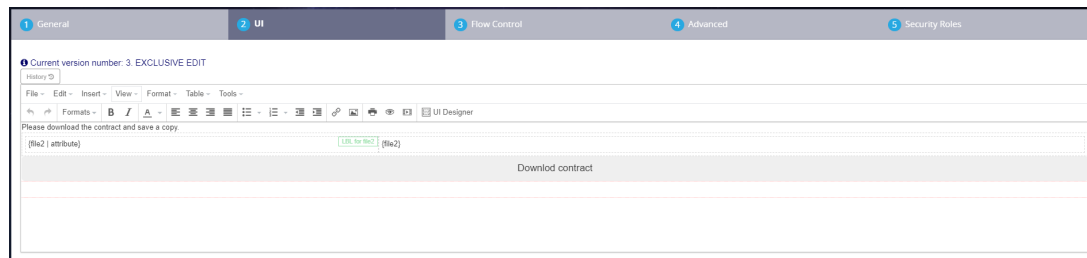 1 General 2 UI 3 Flow Control 4 Advanced 5 Security Roles
Current version number: 3. EXCLUSIVE EDIT
History
File Edit Insert View Format Table Tools
Formats B I A UI Designer
Please download the contract and save a copy.
{file2 | attribute} LBL for file2 {file2}
Downlod contract